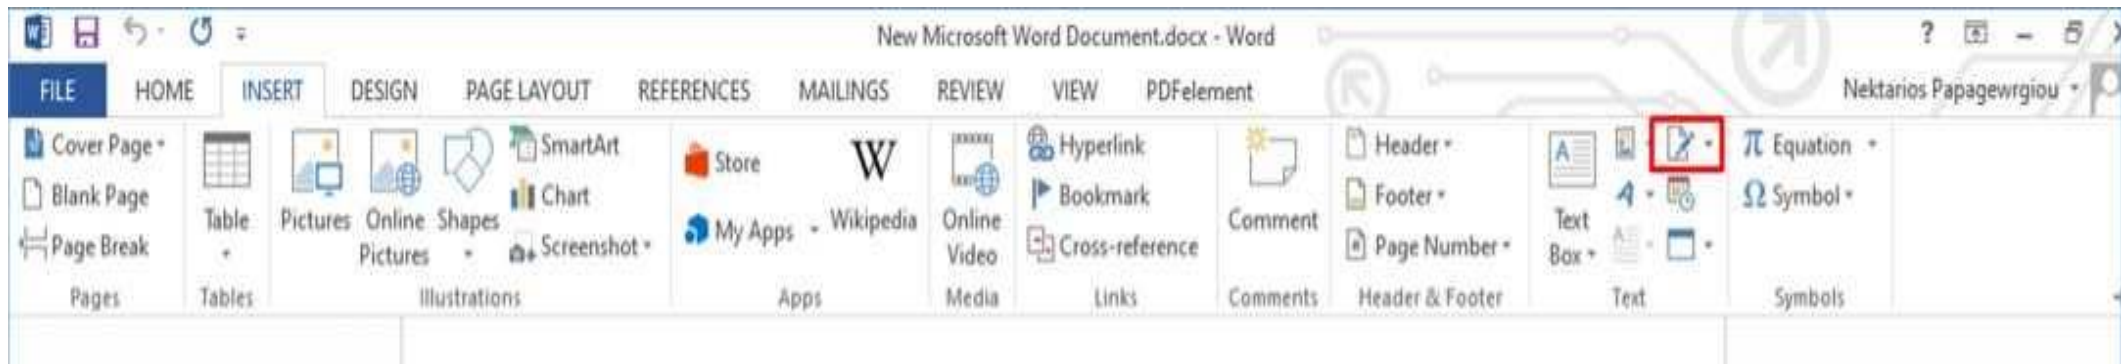 New Microsoft Word Document.docx - Word
FILE HOME INSERT DESIGN PAGE LAYOUT REFERENCES MAILINGS REVIEW VIEW PDFelement Nektarios Papagewrgiou
Cover Page
Blank Page
Page Break
Pages
Table
Tables
Pictures
Online Pictures
Shapes
SmartArt
Chart
Screenshot
Illustrations
Store
My Apps
W
Wikipedia
Apps
Online Video
Media
Hyperlink
Bookmark
Cross-reference
Links
Comment
Comments
Header
Footer
Page Number
Header & Footer
A
Text Box
A
Text
π Equation
Ω Symbol
Symbols